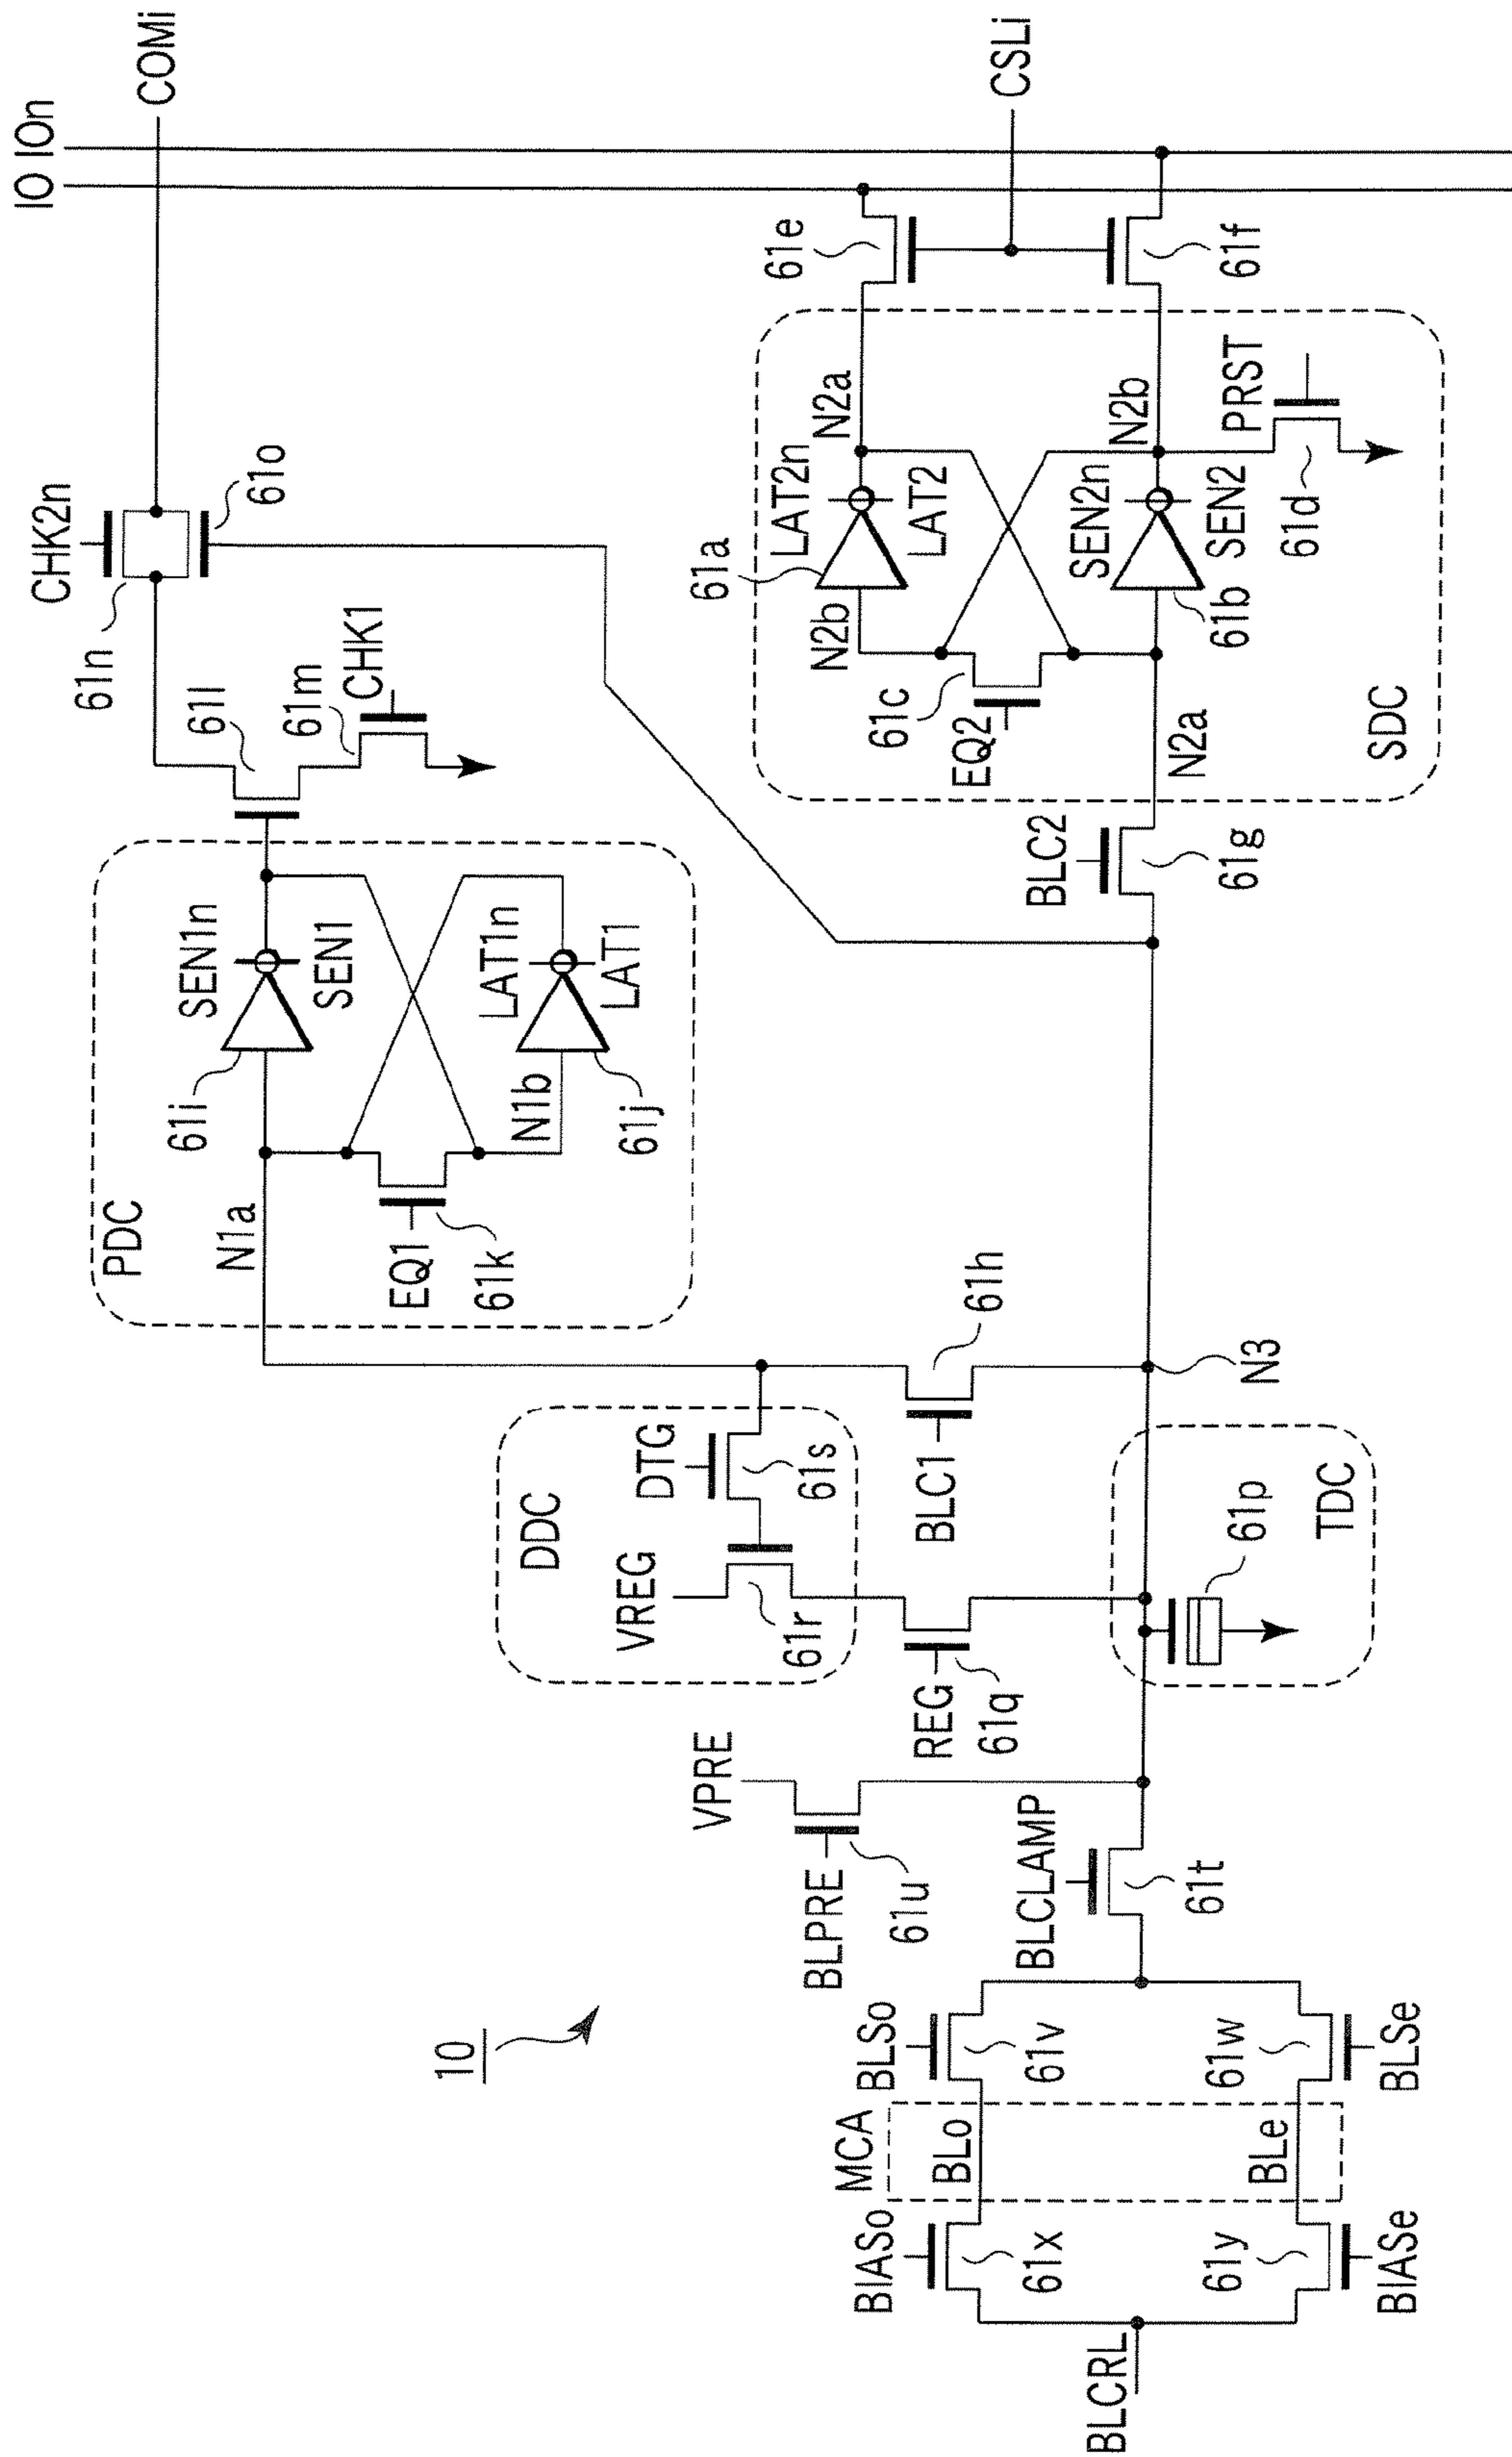 IO IOn
COMi
CSLi
CHK2n
61n
61o
61l
61m
CHK1
61e
61f
PDC
N1a
61i
SEN1n
SEN1
LAT1n
LAT1
N1b
61j
EQ1
61k
61a
N2b
LAT2n
LAT2
N2a
SEN2n
SEN2
N2b
PRST
61d
61b
61c
EQ2
N2a
SDC
BLC2
61g
DDC
DTG
61s
VREG
61r
61h
BLC1
N3
REG
61q
TDC
61p
VPRE
BLPRE
61u
BLCLAMP
61t
10
BLSo
61v
61w
BLSe
MCA
BLo
BLe
BIASo
61x
61y
BIASe
BLCRL